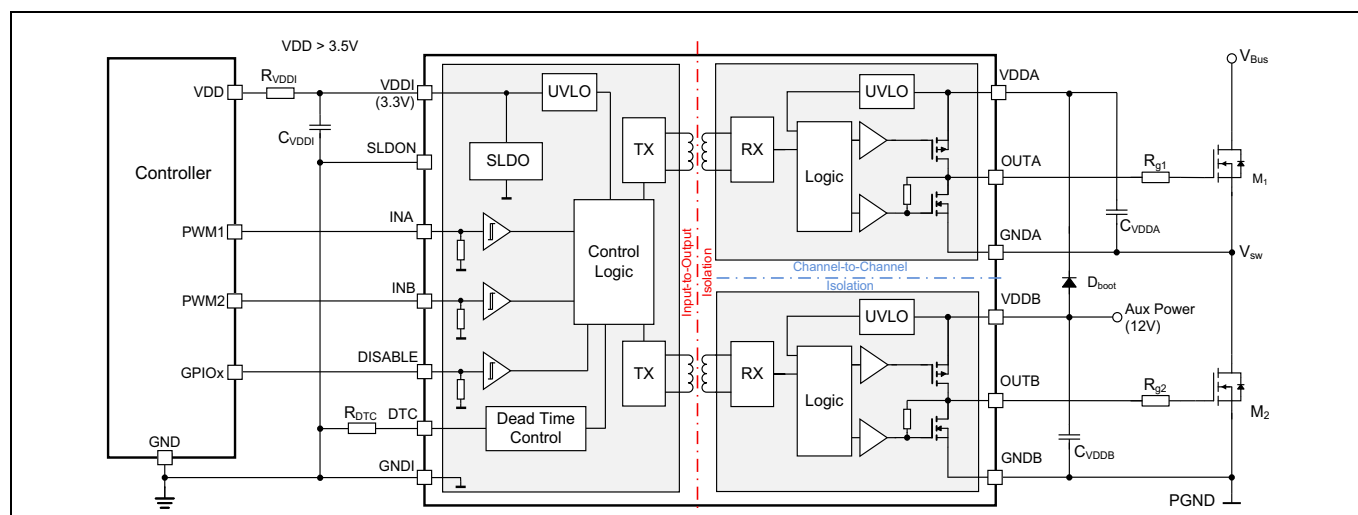 VDD > 3.5V
Controller
VDD
PWM1
PWM2
GPIOx
GND
RVDDI
CVDDI
RDTC
VDDI
(3.3V)
SLDON
INA
INB
DISABLE
DTC
GNDI
UVLO
SLDO
TX
Control
Logic
TX
Dead Time
Control
Input-to-Output
Isolation
RX
UVLO
Logic
Channel-to-Channel
Isolation
RX
UVLO
Logic
VDDA
OUTA
GNDA
VDDB
OUTB
GNDB
VBus
Rg1
M1
CVDDA
Vsw
Dboot
Aux Power
(12V)
Rg2
M2
CVDDB
PGND